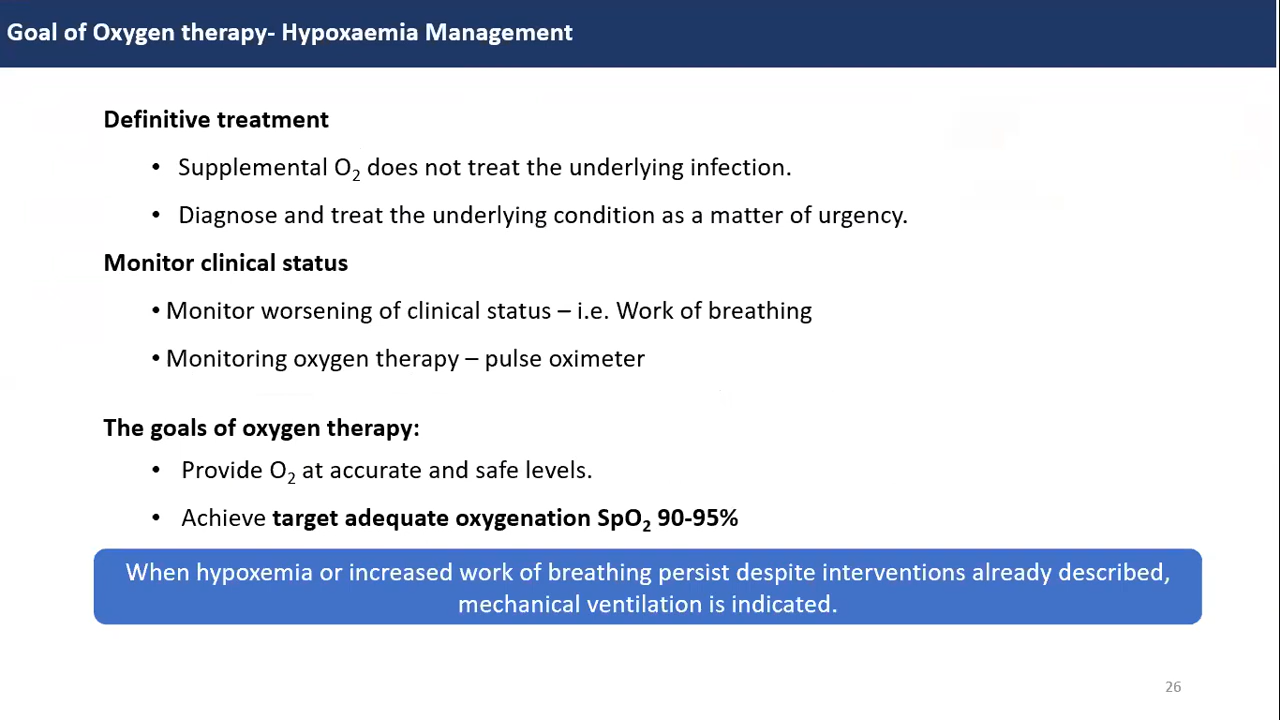 Goal of Oxygen therapy- Hypoxaemia Management
Definitive treatment
• Supplemental O₂ does not treat the underlying infection.
• Diagnose and treat the underlying condition as a matter of urgency.
Monitor clinical status
• Monitor worsening of clinical status – i.e. Work of breathing
• Monitoring oxygen therapy – pulse oximeter
The goals of oxygen therapy:
• Provide O₂ at accurate and safe levels.
• Achieve target adequate oxygenation SpO₂ 90-95%
When hypoxemia or increased work of breathing persist despite interventions already described,
mechanical ventilation is indicated.
26